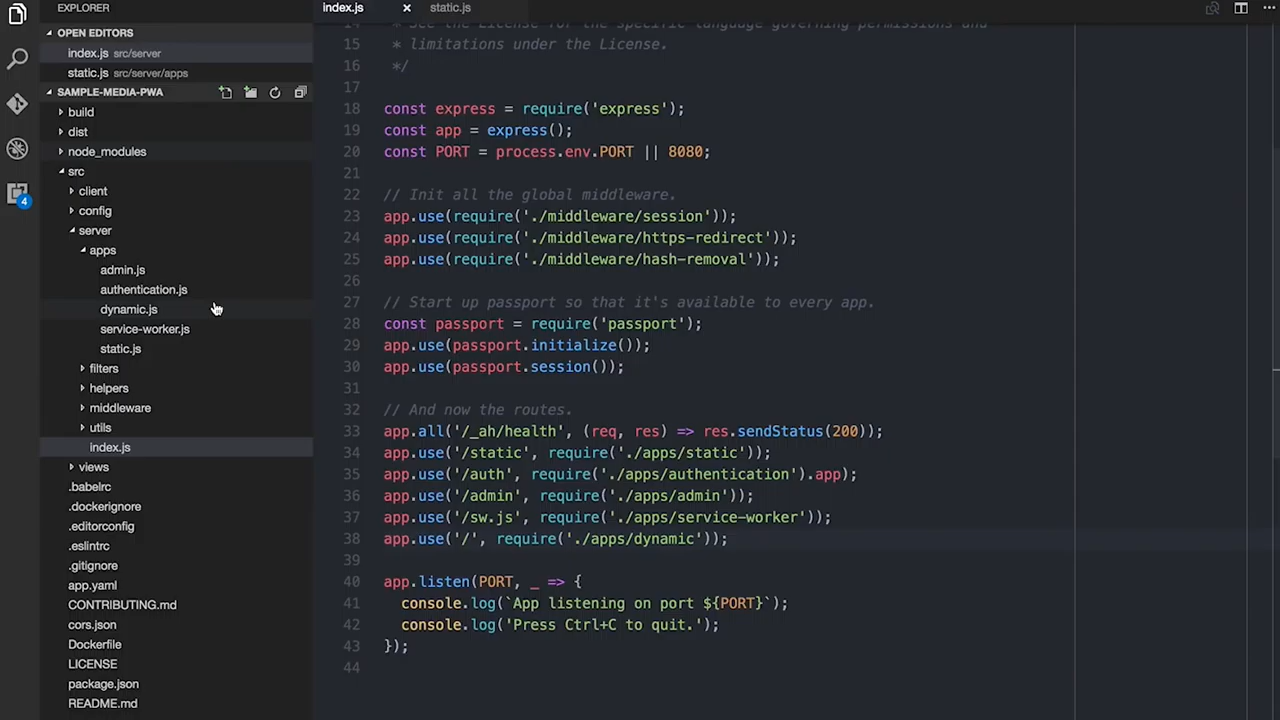 EXPLORER
OPEN EDITORS
index.js src/server
static.js src/server/apps
SAMPLE-MEDIA-PWA
build
dist
node_modules
src
client
config
server
apps
admin.js
authentication.js
dynamic.js
service-worker.js
static.js
filters
helpers
middleware
utils
index.js
views
.babelrc
.dockerignore
.editorconfig
.eslintrc
.gitignore
app.yaml
CONTRIBUTING.md
cors.json
Dockerfile
LICENSE
package.json
README.md
4
index.js static.js
14 * See the License for the specific language governing permissions and
15 * limitations under the License.
16 */
17
18 const express = require('express');
19 const app = express();
20 const PORT = process.env.PORT || 8080;
21
22 // Init all the global middleware.
23 app.use(require('./middleware/session'));
24 app.use(require('./middleware/https-redirect'));
25 app.use(require('./middleware/hash-removal'));
26
27 // Start up passport so that it's available to every app.
28 const passport = require('passport');
29 app.use(passport.initialize());
30 app.use(passport.session());
31
32 // And now the routes.
33 app.all('/_ah/health', (req, res) => res.sendStatus(200));
34 app.use('/static', require('./apps/static'));
35 app.use('/auth', require('./apps/authentication').app);
36 app.use('/admin', require('./apps/admin'));
37 app.use('/sw.js', require('./apps/service-worker'));
38 app.use('/', require('./apps/dynamic'));
39
40 app.listen(PORT, _ => {
41 console.log(`App listening on port ${PORT}`);
42 console.log('Press Ctrl+C to quit.');
43 });
44